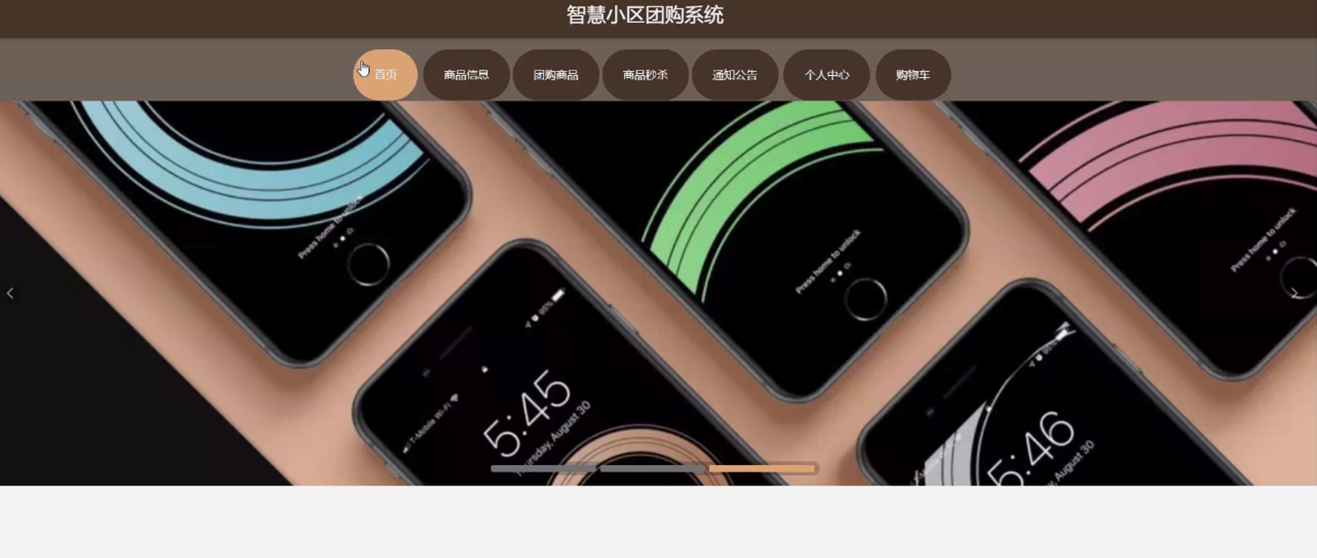 智慧小区团购系统
首页 商品信息 团购商品 商品秒杀 通知公告 个人中心 购物车
Press home to unlock
Press home to unlock
Press home to unlock
95%
T-Mobile Wi-Fi
5:45
Thursday, August 30
95%
5:46
Thursday, August 30